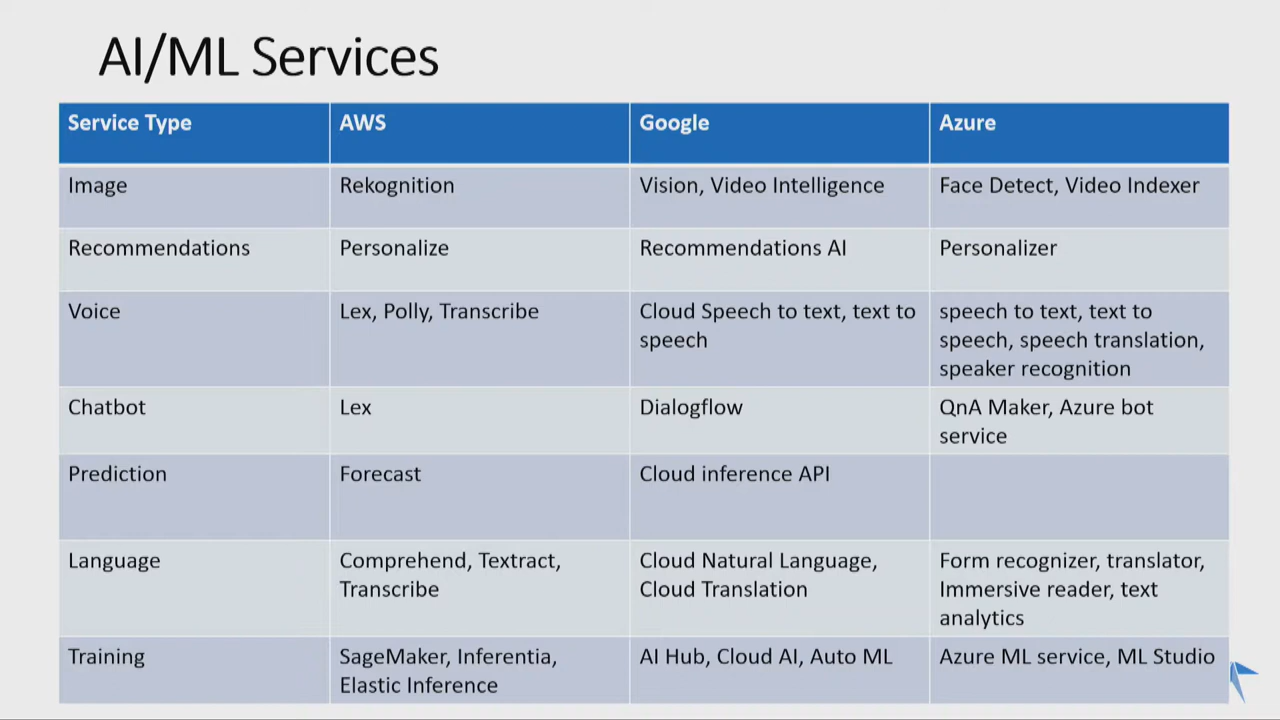 AI/ML Services
Service Type AWS Google Azure
Image Rekognition Vision, Video Intelligence Face Detect, Video Indexer
Recommendations Personalize Recommendations AI Personalizer
Voice Lex, Polly, Transcribe Cloud Speech to text, text to
speech speech to text, text to
speech, speech translation,
speaker recognition
Chatbot Lex Dialogflow QnA Maker, Azure bot
service
Prediction Forecast Cloud inference API
Language Comprehend, Textract,
Transcribe Cloud Natural Language,
Cloud Translation Form recognizer, translator,
Immersive reader, text
analytics
Training SageMaker, Inferentia,
Elastic Inference AI Hub, Cloud AI, Auto ML Azure ML service, ML Studio